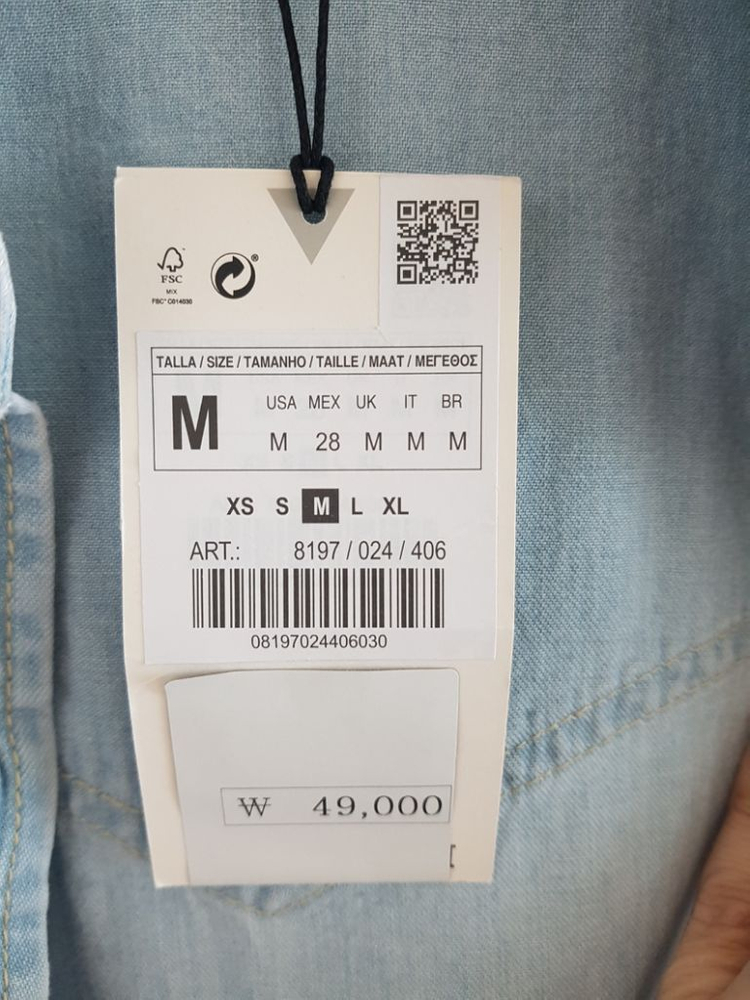 FSC
MIX
TALLA / SIZE / TAMANHO / TAILLE / MAAT / ΜΕΓΕΘΟΣ
M
USA MEX UK IT BR
M 28 M M M
XS S M L XL
ART.: 8197 / 024 / 406
08197024406030
₩ 49,000